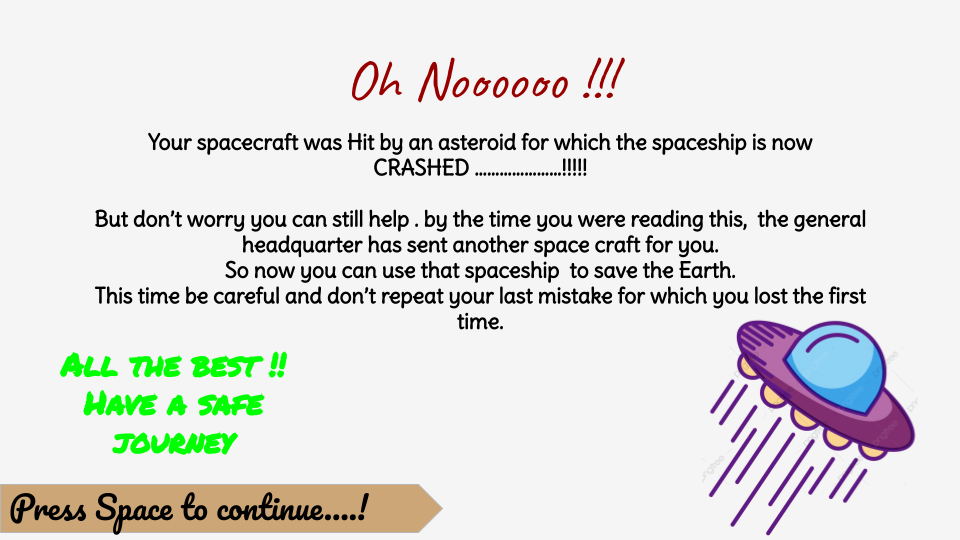 Oh Noooooo !!!
Your spacecraft was Hit by an asteroid for which the spaceship is now
CRASHED .....................!!!!!
But don't worry you can still help . by the time you were reading this,  the general
headquarter has sent another space craft for you.
So now you can use that spaceship  to save the Earth.
This time be careful and don't repeat your last mistake for which you lost the first
time.
All the best !!
Have a safe
journey
Press Space to continue....!